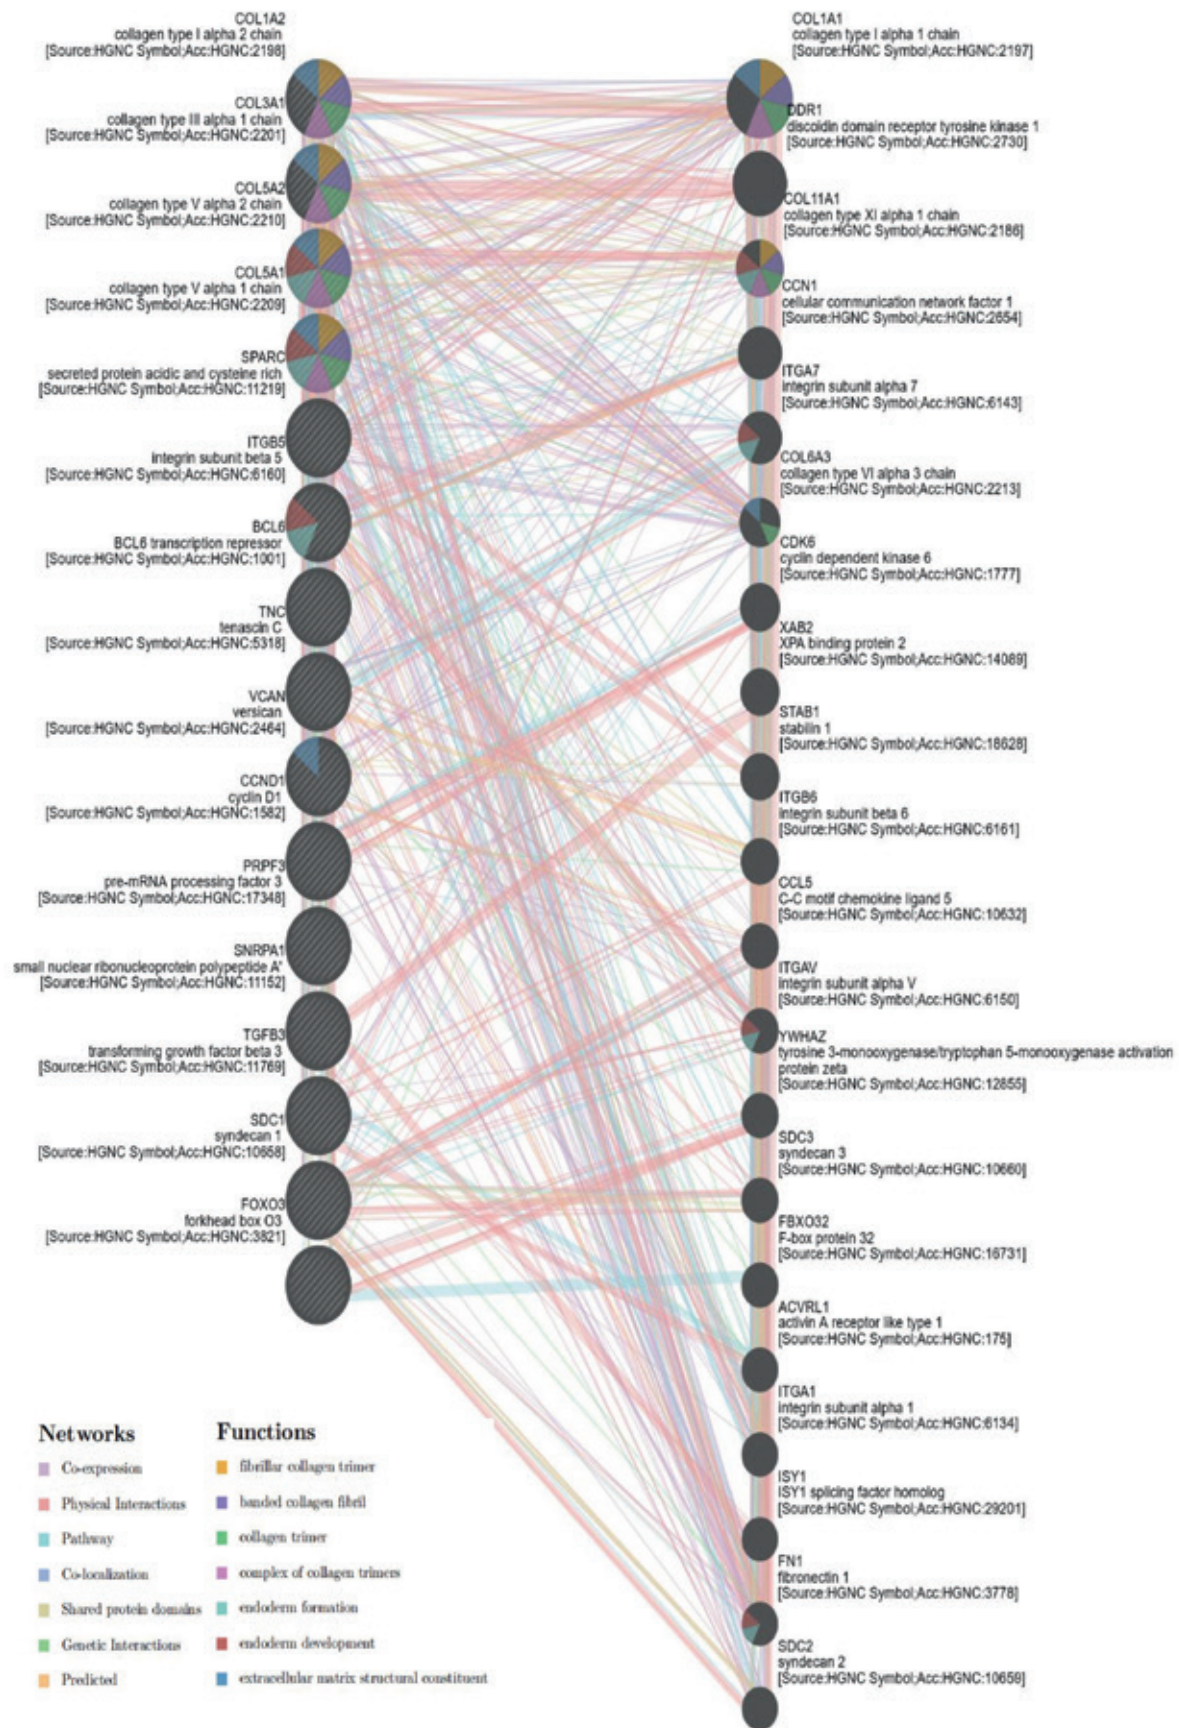 COL1A2
collagen type I alpha 2 chain
[Source:HGNC Symbol;Acc:HGNC:2198]
COL3A1
collagen type III alpha 1 chain
[Source:HGNC Symbol;Acc:HGNC:2201]
COL5A2
collagen type V alpha 2 chain
[Source:HGNC Symbol;Acc:HGNC:2210]
COL5A1
collagen type V alpha 1 chain
[Source:HGNC Symbol;Acc:HGNC:2209]
SPARC
secreted protein acidic and cysteine rich
[Source:HGNC Symbol;Acc:HGNC:11219]
ITGB5
integrin subunit beta 5
[Source:HGNC Symbol;Acc:HGNC:6160]
BCL6
BCL6 transcription repressor
[Source:HGNC Symbol;Acc:HGNC:1001]
TNC
tenascin C
[Source:HGNC Symbol;Acc:HGNC:5318]
VCAN
versican
[Source:HGNC Symbol;Acc:HGNC:2464]
CCND1
cyclin D1
[Source:HGNC Symbol;Acc:HGNC:1582]
PRPF3
pre-mRNA processing factor 3
[Source:HGNC Symbol;Acc:HGNC:17348]
SNRPA1
small nuclear ribonucleoprotein polypeptide A'
[Source:HGNC Symbol;Acc:HGNC:11152]
TGFB3
transforming growth factor beta 3
[Source:HGNC Symbol;Acc:HGNC:11769]
SDC1
syndecan 1
[Source:HGNC Symbol;Acc:HGNC:10658]
FOXO3
forkhead box O3
[Source:HGNC Symbol;Acc:HGNC:3821]
COL1A1
collagen type I alpha 1 chain
[Source:HGNC Symbol;Acc:HGNC:2197]
DDR1
discoidin domain receptor tyrosine kinase 1
[Source:HGNC Symbol;Acc:HGNC:2730]
COL11A1
collagen type XI alpha 1 chain
[Source:HGNC Symbol;Acc:HGNC:2186]
CCN1
cellular communication network factor 1
[Source:HGNC Symbol;Acc:HGNC:2654]
ITGA7
integrin subunit alpha 7
[Source:HGNC Symbol;Acc:HGNC:6143]
COL6A3
collagen type VI alpha 3 chain
[Source:HGNC Symbol;Acc:HGNC:2213]
CDK6
cyclin dependent kinase 6
[Source:HGNC Symbol;Acc:HGNC:1777]
XAB2
XPA binding protein 2
[Source:HGNC Symbol;Acc:HGNC:14089]
STAB1
stabilin 1
[Source:HGNC Symbol;Acc:HGNC:18628]
ITGB6
integrin subunit beta 6
[Source:HGNC Symbol;Acc:HGNC:6161]
CCL5
C-C motif chemokine ligand 5
[Source:HGNC Symbol;Acc:HGNC:10632]
ITGAV
integrin subunit alpha V
[Source:HGNC Symbol;Acc:HGNC:6150]
YWHAZ
tyrosine 3-monooxygenase/tryptophan 5-monooxygenase activation
protein zeta
[Source:HGNC Symbol;Acc:HGNC:12855]
SDC3
syndecan 3
[Source:HGNC Symbol;Acc:HGNC:10660]
FBXO32
F-box protein 32
[Source:HGNC Symbol;Acc:HGNC:16731]
ACVRL1
activin A receptor like type 1
[Source:HGNC Symbol;Acc:HGNC:175]
ITGA1
integrin subunit alpha 1
[Source:HGNC Symbol;Acc:HGNC:6134]
ISY1
ISY1 splicing factor homolog
[Source:HGNC Symbol;Acc:HGNC:29201]
FN1
fibronectin 1
[Source:HGNC Symbol;Acc:HGNC:3778]
SDC2
syndecan 2
[Source:HGNC Symbol;Acc:HGNC:10659]
Networks
Co-expression
Physical Interactions
Pathway
Co-localization
Shared protein domains
Genetic Interactions
Predicted
Functions
fibrillar collagen trimer
banded collagen fibril
collagen trimer
complex of collagen trimers
endoderm formation
endoderm development
extracellular matrix structural constituent